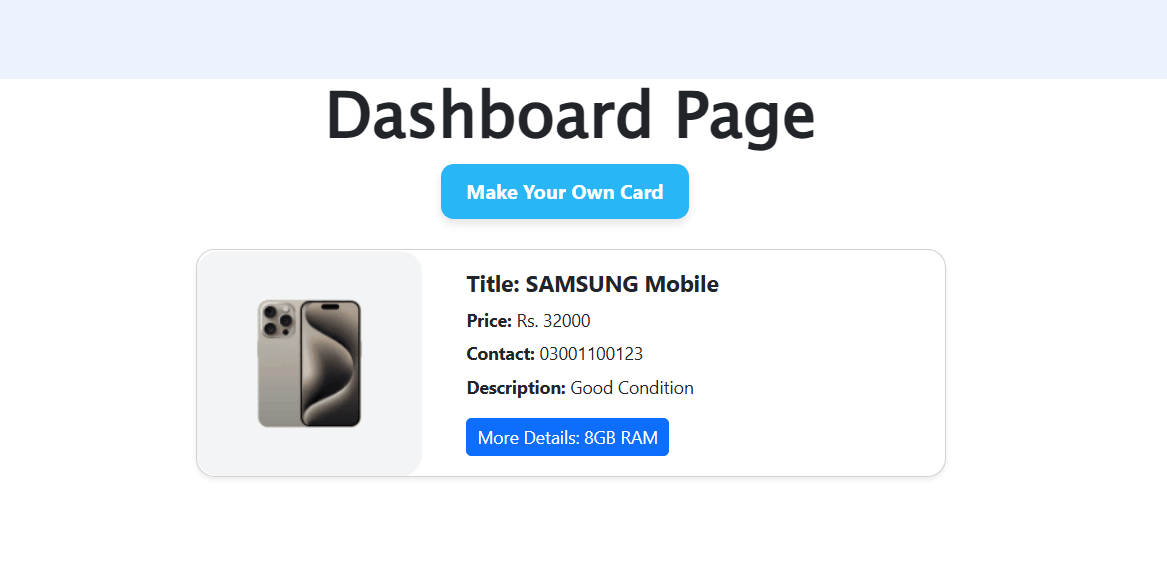 Dashboard Page
Make Your Own Card
Title: SAMSUNG Mobile
Price: Rs. 32000
Contact: 03001100123
Description: Good Condition
More Details: 8GB RAM